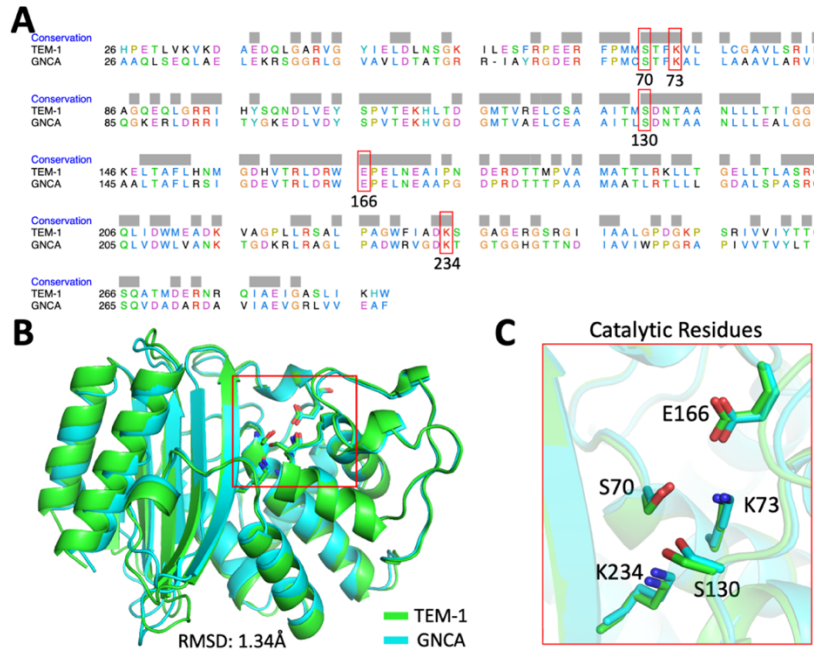 A
Conservation
TEM-1 26 HPETLVKVKD AEDQLGARVG YIELDLNSGK ILESFRPEER FPMMSTFKVL LCGAVLSRI
GNCA 26 AAQLSEQLAE LEKRSGGRLG VAVLDTATGR R-IAYRGDER FPMCSTFKAL LAAAVLARV
70 73
Conservation
TEM-1 86 AGQEQLGRRI HYSQNDLVEY SPVTEKHLTD GMTVRELCSA AITMSDNTAA NLLLTTIGG
GNCA 85 QGKERLDRRI TYGKEDLVDY SPVTEKHVGD GMTVAELCEA AITLSDNTAA NLLLEALGG
130
Conservation
TEM-1 146 KELTAFLHNM GDHVTRLDRW EPELNEAIPN DERDTTMPVA MATTLRKLLT GELLTLASR
GNCA 145 AALTAFLRSI GDEVTRLDRW EPELNEAAPG DPRDTTTPAA MAATLRTLLL GDALSPASR
166
Conservation
TEM-1 206 QLIDWMEADK VAGPLLRSAL PAGWFIADKS GAGERGSRGI IAALGPDGKP SRIVVIYTT
GNCA 205 QLVDWLVANK TGDKRLRAGL PADWRVGDKT GTGGHGTTND IAVIWPPGRA PIVVTVYLT
234
Conservation
TEM-1 266 SQATMDERNR QIAEIGASLI KHW
GNCA 265 SQVDADARDA VIAEVGRLVV EAF
B
RMSD: 1.34Å
TEM-1
GNCA
C
Catalytic Residues
E166
S70
K73
K234
S130